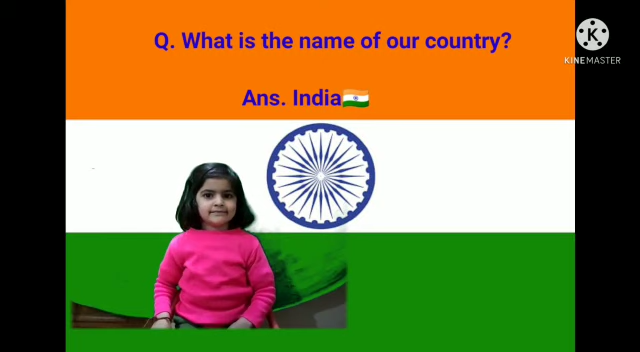 Q. What is the name of our country?
Ans. India🇮🇳
K
KINEMASTER